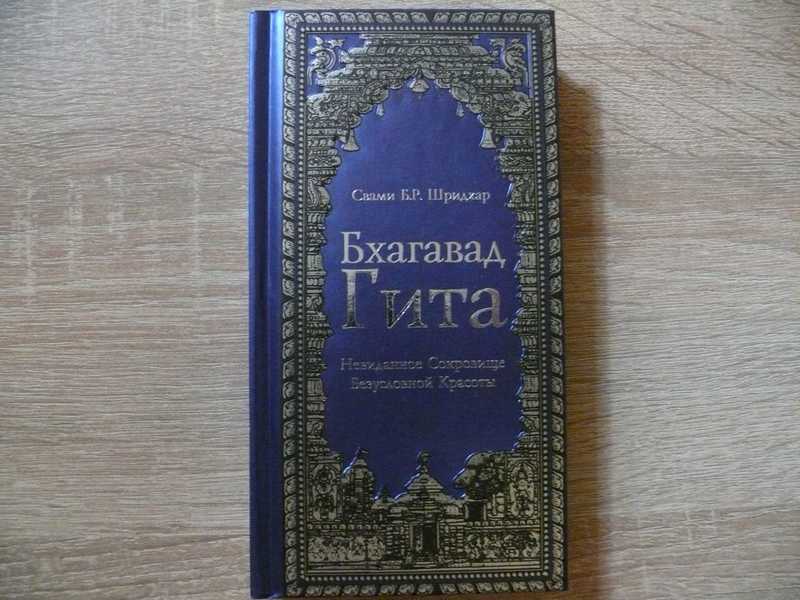 Свами Б.Р. Шридхар
Бхагавад
Гита
Невиданное Сокровище
Безусловной Красоты